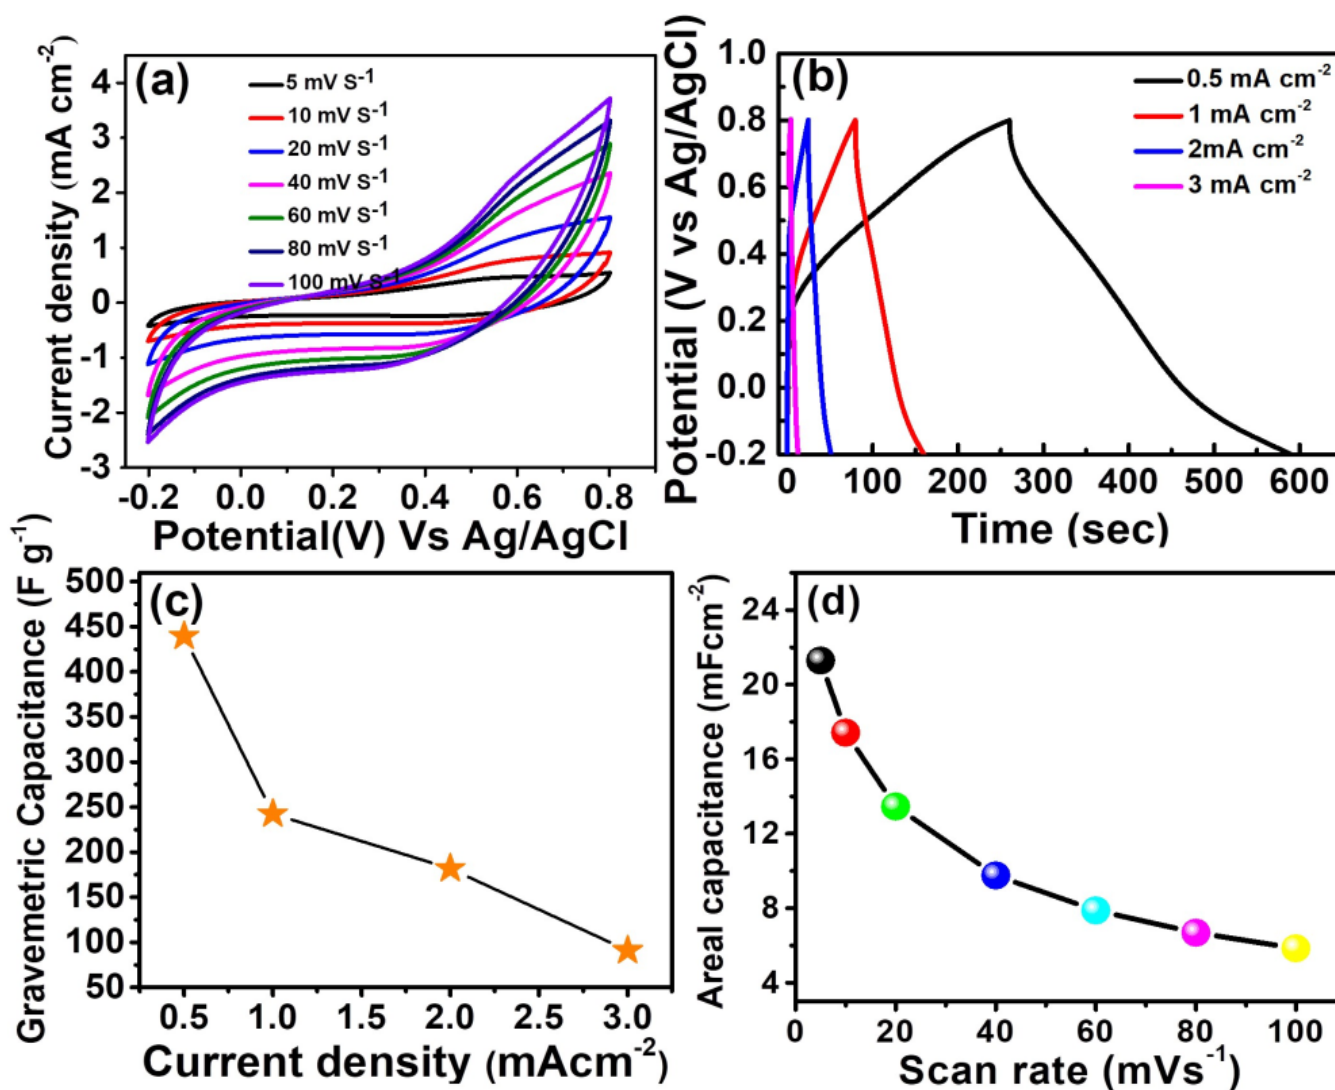 (a)
Current density (mA cm-2)
4
3
2
1
0
-1
-2
-3
5 mV S-1
10 mV S-1
20 mV S-1
40 mV S-1
60 mV S-1
80 mV S-1
100 mV S-1
-0.2 0.0 0.2 0.4 0.6 0.8
Potential(V) Vs Ag/AgCl
(b)
Potential (V vs Ag/AgCl)
1.0
0.8
0.6
0.4
0.2
0.0
-0.2
0.5 mA cm-2
1 mA cm-2
2mA cm-2
3 mA cm-2
0 100 200 300 400 500 600
Time (sec)
(c)
Gravemetric Capacitance (F g-1)
500
450
400
350
300
250
200
150
100
50
0.5 1.0 1.5 2.0 2.5 3.0
Current density (mAcm-2)
(d)
Areal capacitance (mFcm-2)
24
20
16
12
8
4
0 20 40 60 80 100
Scan rate (mVs-1)